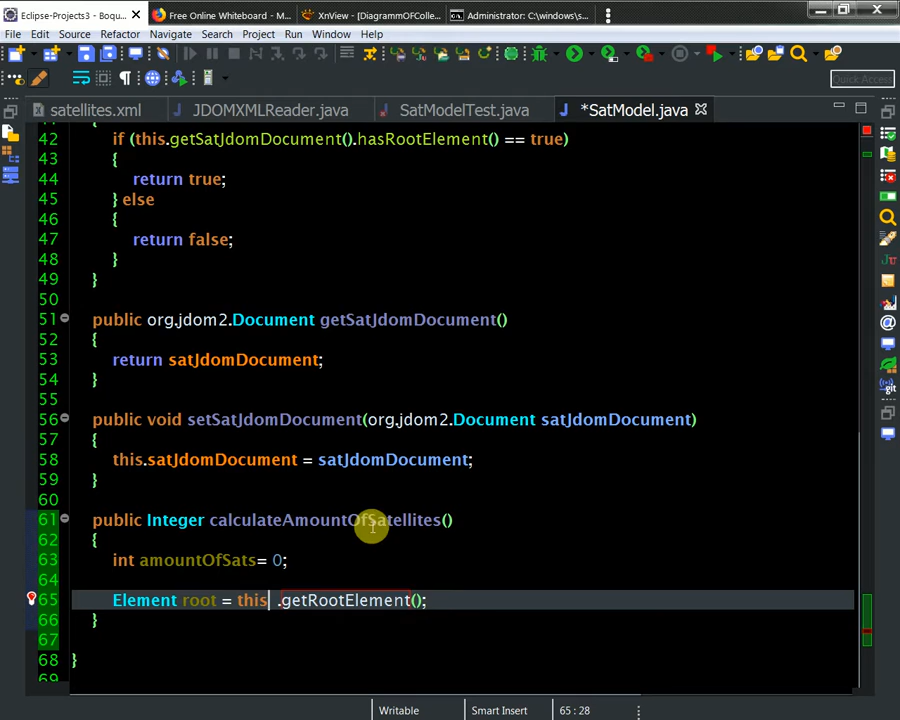 Eclipse-Projects3 - Boqu...
Free Online Whiteboard - M...
XnView - [DiagrammOfColle...
Administrator: C:\windows\s...
File Edit Source Refactor Navigate Search Project Run Window Help
Quick Access
satellites.xml
JDOMXMLReader.java
SatModelTest.java
*SatModel.java
42 if (this.getSatJdomDocument().hasRootElement() == true)
43 {
44 return true;
45 } else
46 {
47 return false;
48 }
49 }
50
51 public org.jdom2.Document getSatJdomDocument()
52 {
53 return satJdomDocument;
54 }
55
56 public void setSatJdomDocument(org.jdom2.Document satJdomDocument)
57 {
58 this.satJdomDocument = satJdomDocument;
59 }
60
61 public Integer calculateAmountOfSatellites()
62 {
63 int amountOfSats= 0;
64
65 Element root = this .getRootElement();
66 }
67
68 }
69
Writable Smart Insert 65 : 28